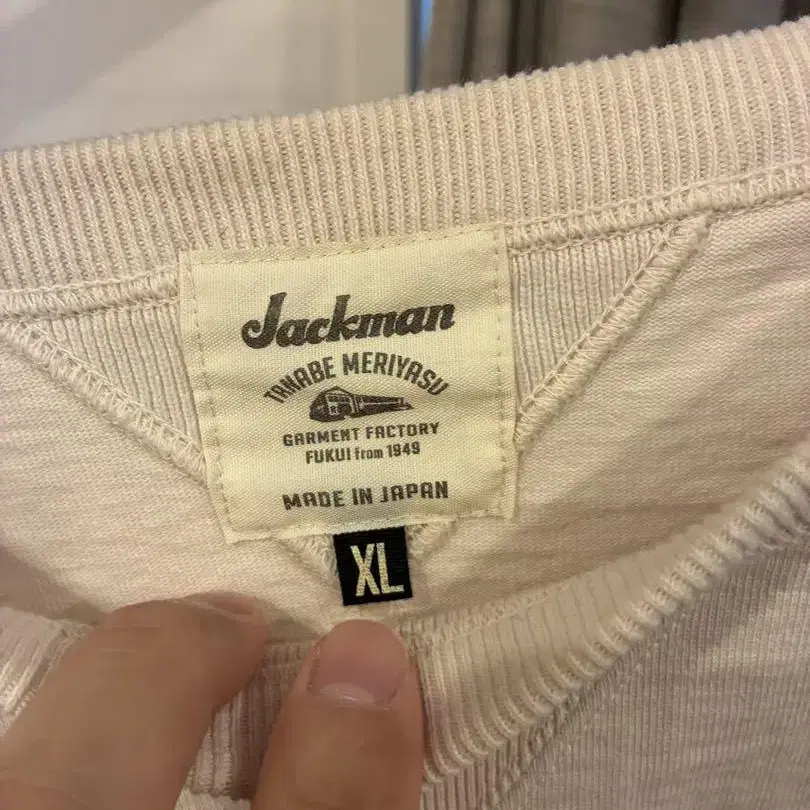 Jackman
TANABE MERIYASU
GARMENT FACTORY
FUKUI from 1949
MADE IN JAPAN
XL